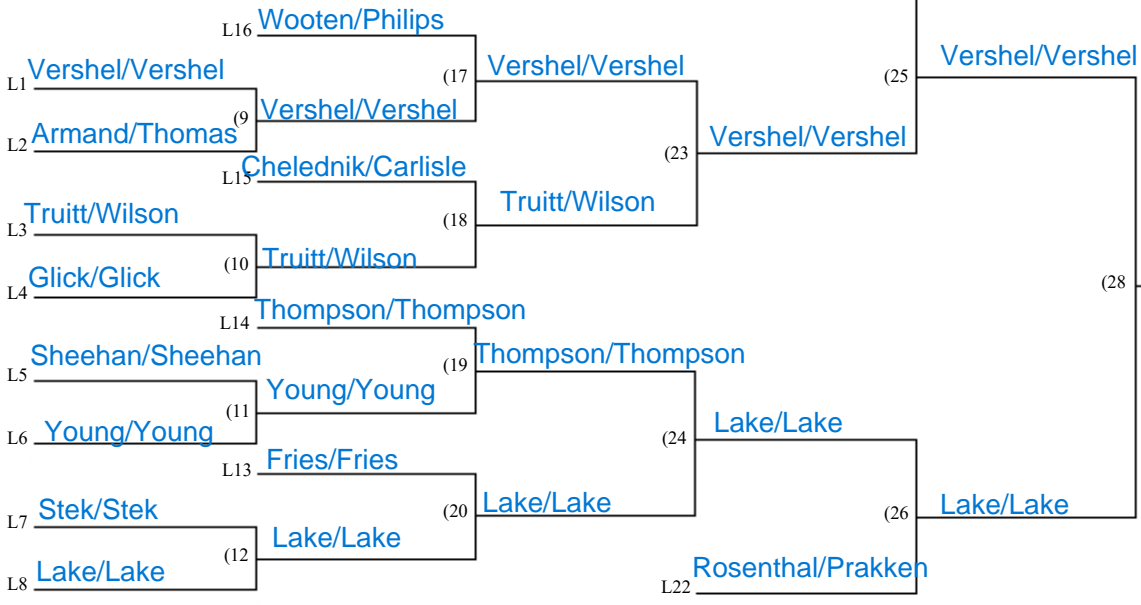 L16 Wooten/Philips
L1 Vershel/Vershel
(9 Vershel/Vershel
L2 Armand/Thomas
(17 Vershel/Vershel
L15 Chelednik/Carlisle
L3 Truitt/Wilson
(10 Truitt/Wilson
L4 Glick/Glick
(18 Truitt/Wilson
(23 Vershel/Vershel
(25 Vershel/Vershel
L14 Thompson/Thompson
L5 Sheehan/Sheehan
(11 Young/Young
L6 Young/Young
(19 Thompson/Thompson
L13 Fries/Fries
L7 Stek/Stek
(12 Lake/Lake
L8 Lake/Lake
(20 Lake/Lake
(24 Lake/Lake
L22 Rosenthal/Prakken
(26 Lake/Lake
(28